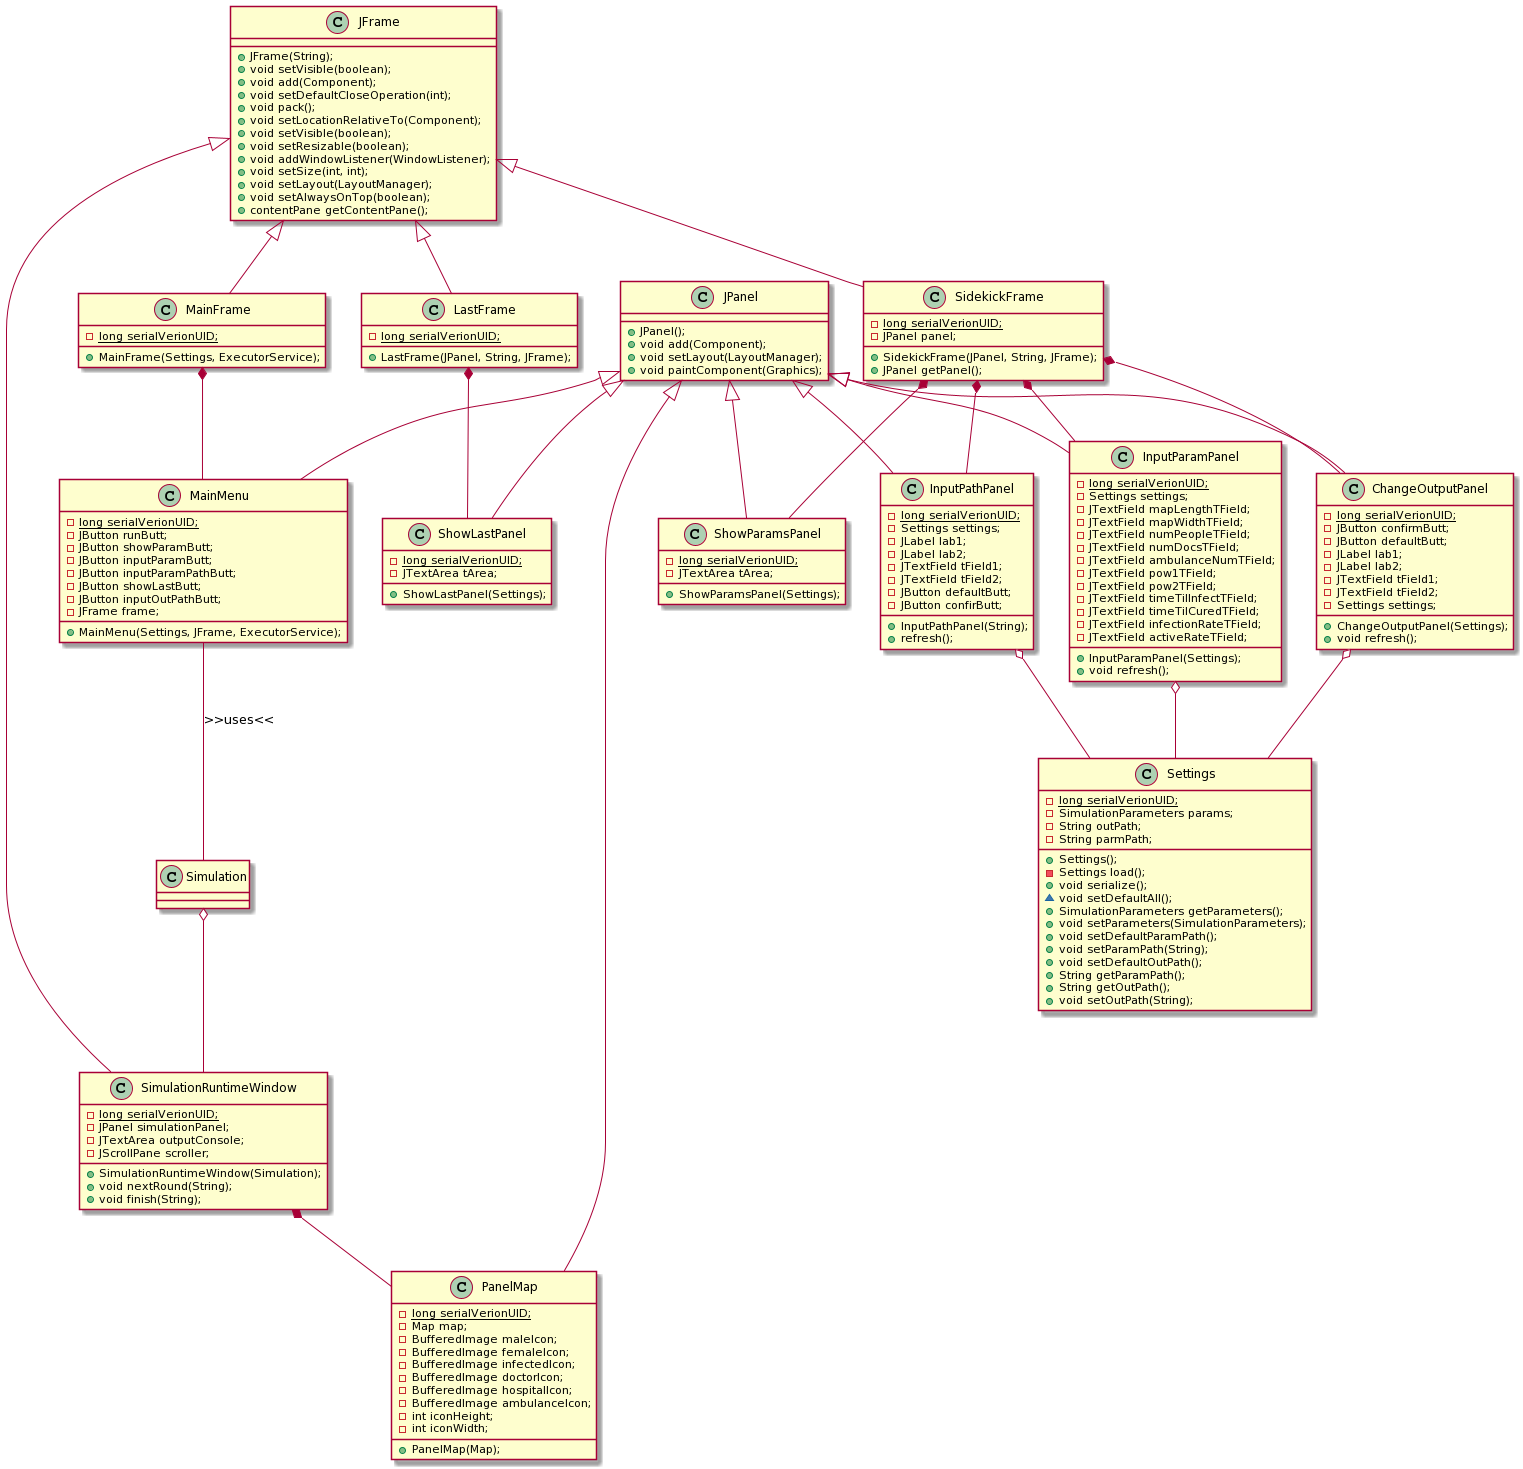 C JFrame
JFrame(String);
void setVisible(boolean);
void add(Component);
void setDefaultCloseOperation(int);
void pack();
void setLocationRelativeTo(Component);
void setVisible(boolean);
void setResizable(boolean);
void addWindowListener(WindowListener);
void setSize(int, int);
void setLayout(LayoutManager);
void setAlwaysOnTop(boolean);
contentPane getContentPane();
C MainFrame
long serialVerionUID;
MainFrame(Settings, ExecutorService);
C LastFrame
long serialVerionUID;
LastFrame(JPanel, String, JFrame);
C JPanel
JPanel();
void add(Component);
void setLayout(LayoutManager);
void paintComponent(Graphics);
C SidekickFrame
long serialVerionUID;
JPanel panel;
SidekickFrame(JPanel, String, JFrame);
JPanel getPanel();
C MainMenu
long serialVerionUID;
JButton runButt;
JButton showParamButt;
JButton inputParamButt;
JButton inputParamPathButt;
JButton showLastButt;
JButton inputOutPathButt;
JFrame frame;
MainMenu(Settings, JFrame, ExecutorService);
C ShowLastPanel
long serialVerionUID;
JTextArea tArea;
ShowLastPanel(Settings);
C ShowParamsPanel
long serialVerionUID;
JTextArea tArea;
ShowParamsPanel(Settings);
C InputPathPanel
long serialVerionUID;
Settings settings;
JLabel lab1;
JLabel lab2;
JTextField tField1;
JTextField tField2;
JButton defaultButt;
JButton confirButt;
InputPathPanel(String);
refresh();
C InputParamPanel
long serialVerionUID;
Settings settings;
JTextField mapLengthTField;
JTextField mapWidthTField;
JTextField numPeopleTField;
JTextField numDocsTField;
JTextField ambulanceNumTField;
JTextField pow1TField;
JTextField pow2TField;
JTextField timeTilInfectTField;
JTextField timeTilCuredTField;
JTextField infectionRateTField;
JTextField activeRateTField;
InputParamPanel(Settings);
void refresh();
C ChangeOutputPanel
long serialVerionUID;
JButton confirmButt;
JButton defaultButt;
JLabel lab1;
JLabel lab2;
JTextField tField1;
JTextField tField2;
Settings settings;
ChangeOutputPanel(Settings);
void refresh();
>>uses<<
C Settings
long serialVerionUID;
SimulationParameters params;
String outPath;
String parmPath;
Settings();
Settings load();
void serialize();
void setDefaultAll();
SimulationParameters getParameters();
void setParameters(SimulationParameters);
void setDefaultParamPath();
void setParamPath(String);
void setDefaultOutPath();
String getParamPath();
String getOutPath();
void setOutPath(String);
C Simulation
C SimulationRuntimeWindow
long serialVerionUID;
JPanel simulationPanel;
JTextArea outputConsole;
JScrollPane scroller;
SimulationRuntimeWindow(Simulation);
void nextRound(String);
void finish(String);
C PanelMap
long serialVerionUID;
Map map;
BufferedImage maleIcon;
BufferedImage femaleIcon;
BufferedImage infectedIcon;
BufferedImage doctorIcon;
BufferedImage hospitalIcon;
BufferedImage ambulanceIcon;
int iconHeight;
int iconWidth;
PanelMap(Map);